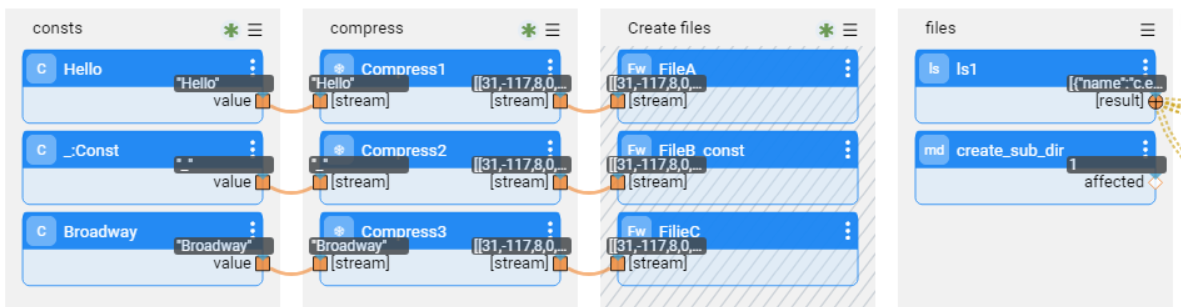 consts
compress
Create files
files
C Hello
"Hello"
value
Compress1
"Hello"
[stream]
[[31,-117,8,0,...
[stream]
Fw FileA
[[31,-117,8,0,...
[stream]
ls ls1
[{"name":"c.e...
[result]
C _:Const
"_"
value
Compress2
"_"
[stream]
[[31,-117,8,0,...
[stream]
Fw FileB_const
[[31,-117,8,0,...
[stream]
md create_sub_dir
1
affected
C Broadway
"Broadway"
value
Compress3
"Broadway"
[stream]
[[31,-117,8,0,...
[stream]
Fw FilieC
[[31,-117,8,0,...
[stream]